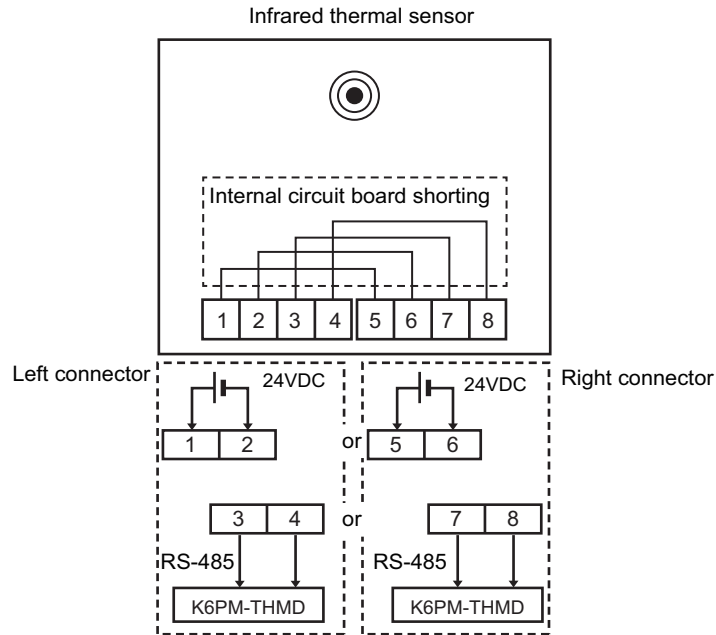 Infrared thermal sensor
Internal circuit board shorting
1 2 3 4 5 6 7 8
Left connector
24VDC
24VDC
Right connector
1 2
or
5 6
3 4
or
7 8
RS-485
RS-485
K6PM-THMD
K6PM-THMD